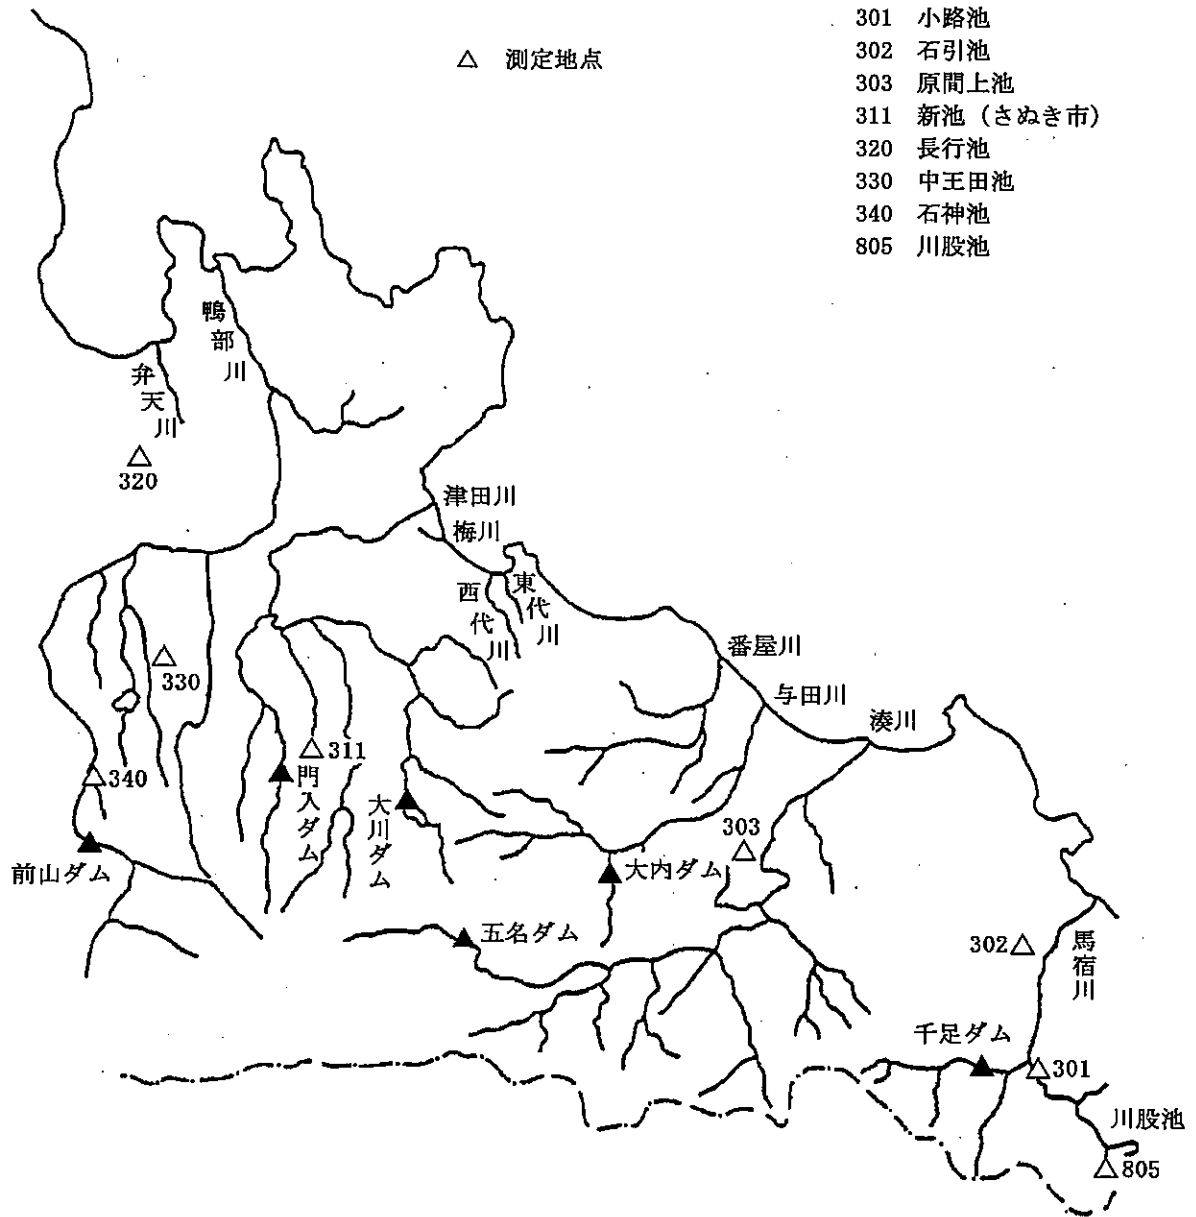 △ 測定地点
301 小路池
302 石引池
303 原間上池
311 新池（さぬき市）
320 長行池
330 中王田池
340 石神池
805 川股池
鴨部川
弁天川
320
津田川
梅川
西代川
東代川
番屋川
与田川
湊川
330
311
340
門入ダム
大川ダム
303
前山ダム
大内ダム
五名ダム
302
馬宿川
千足ダム
301
川股池
805